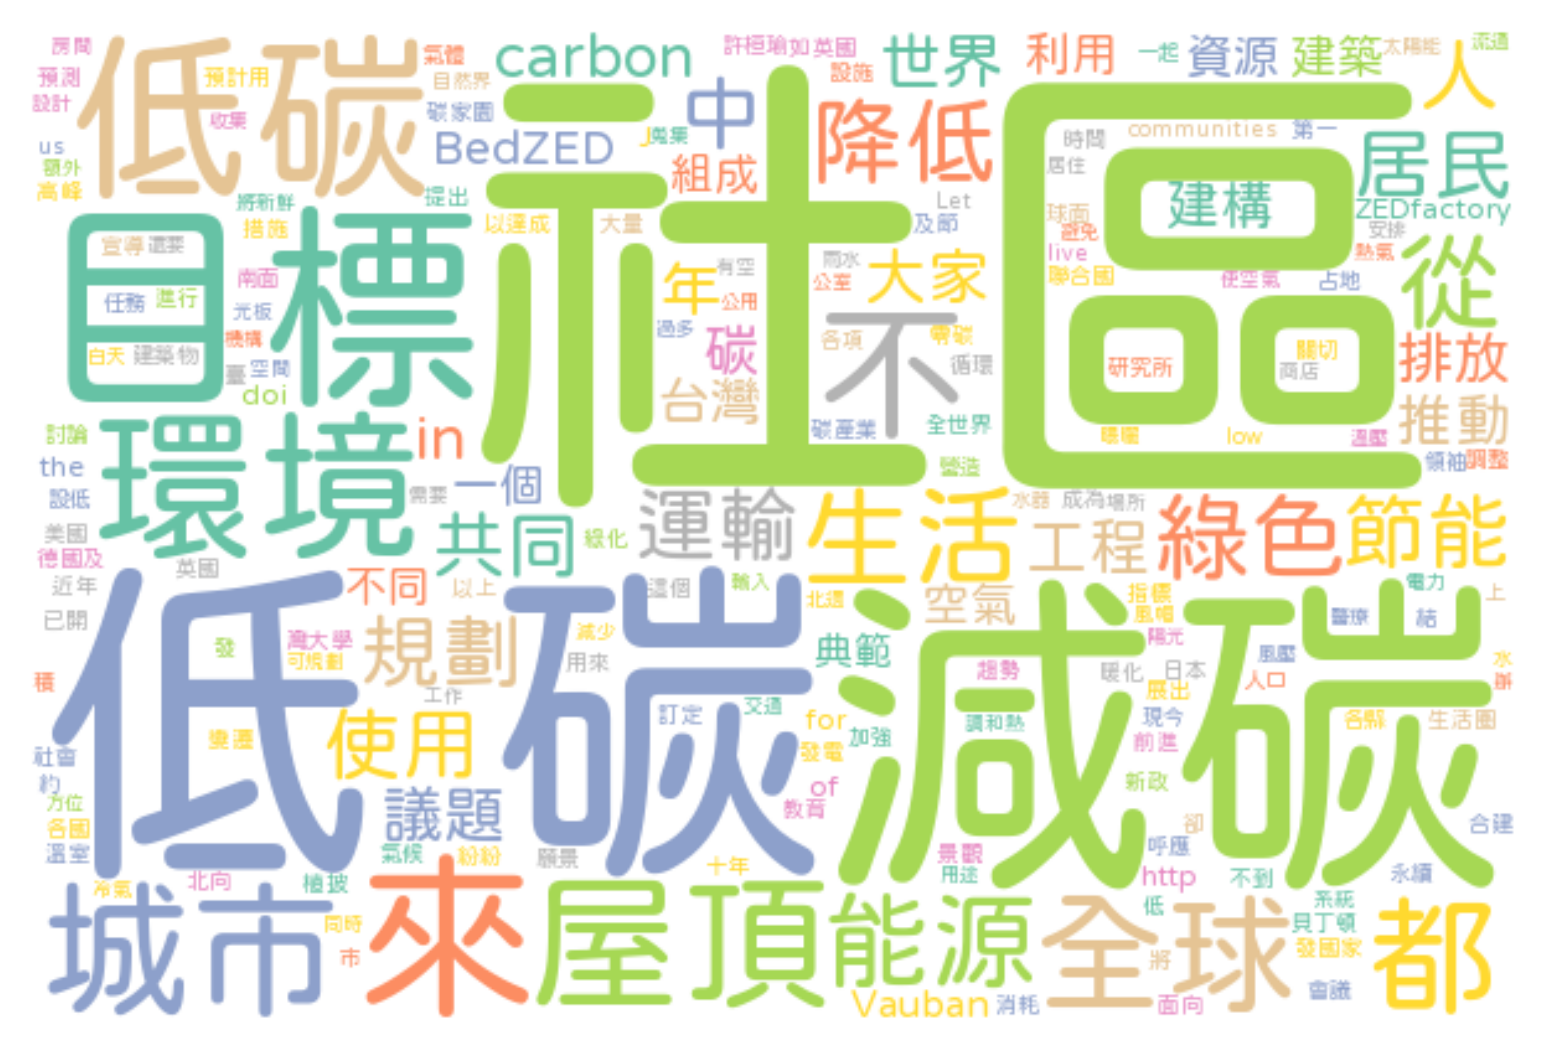 房間 低碳 氣體 carbon 許桓瑜如英國 世界 利用 一起 資源 建築 太陽能 流通
預測 預計用 自然界 設施 人
設計 收集 碳家園 中 降低 communities 第一
us BedZED 蒐集 時間 居民
額外 組成 居住 建構
高峰 將新鮮 提出 Let 球面 ZEDfactory
目標 措施 以達成 大量 社區 及節 避免 安排
宣導 還要 南面 年 有空 雨水 大家 live 熱氣 從
任務 進行 光板 公用 公室 聯合國 使空氣 占地
白天 建築物 機構 過多 碳 各項 不 零碳 關切 排放
臺 空間 循環 研究所 商店
doi 台灣 推動
環境 in 碳產業 全世界 暖暖 low 溫壓
討論 the 一個 營造 領袖 調整
設低 需要 運輸 生活 水器 成為 場所 綠色 節能
美國 共同 綠化 工程
德國及 英國
近年 不同 以上 這個 輸入 北邁 空氣 指標 電力 上
已開 低碳 灣大學 規劃 減少 典範 減碳 風帽 醫療 結
發 可規劃 用來 陽光 風壓 水
積 工作 趨勢 暖化 日本 人口
使用 訂定 交通 for 展出 各縣 生活圈
社會 變遷 發電 加強 調和熱 現今 前進
約 議題 of 新政
方位 教育 卻 合建
各國 呼應
溫室 氣候 紛紛 願景 景觀 永續
冷氣 北向 植披 十年 用途 http 不到
城市 同時 來 屋頂 能源 低 全球 系統 都
貝丁頓
市 將 發國家
Vauban 消耗 面向 會議